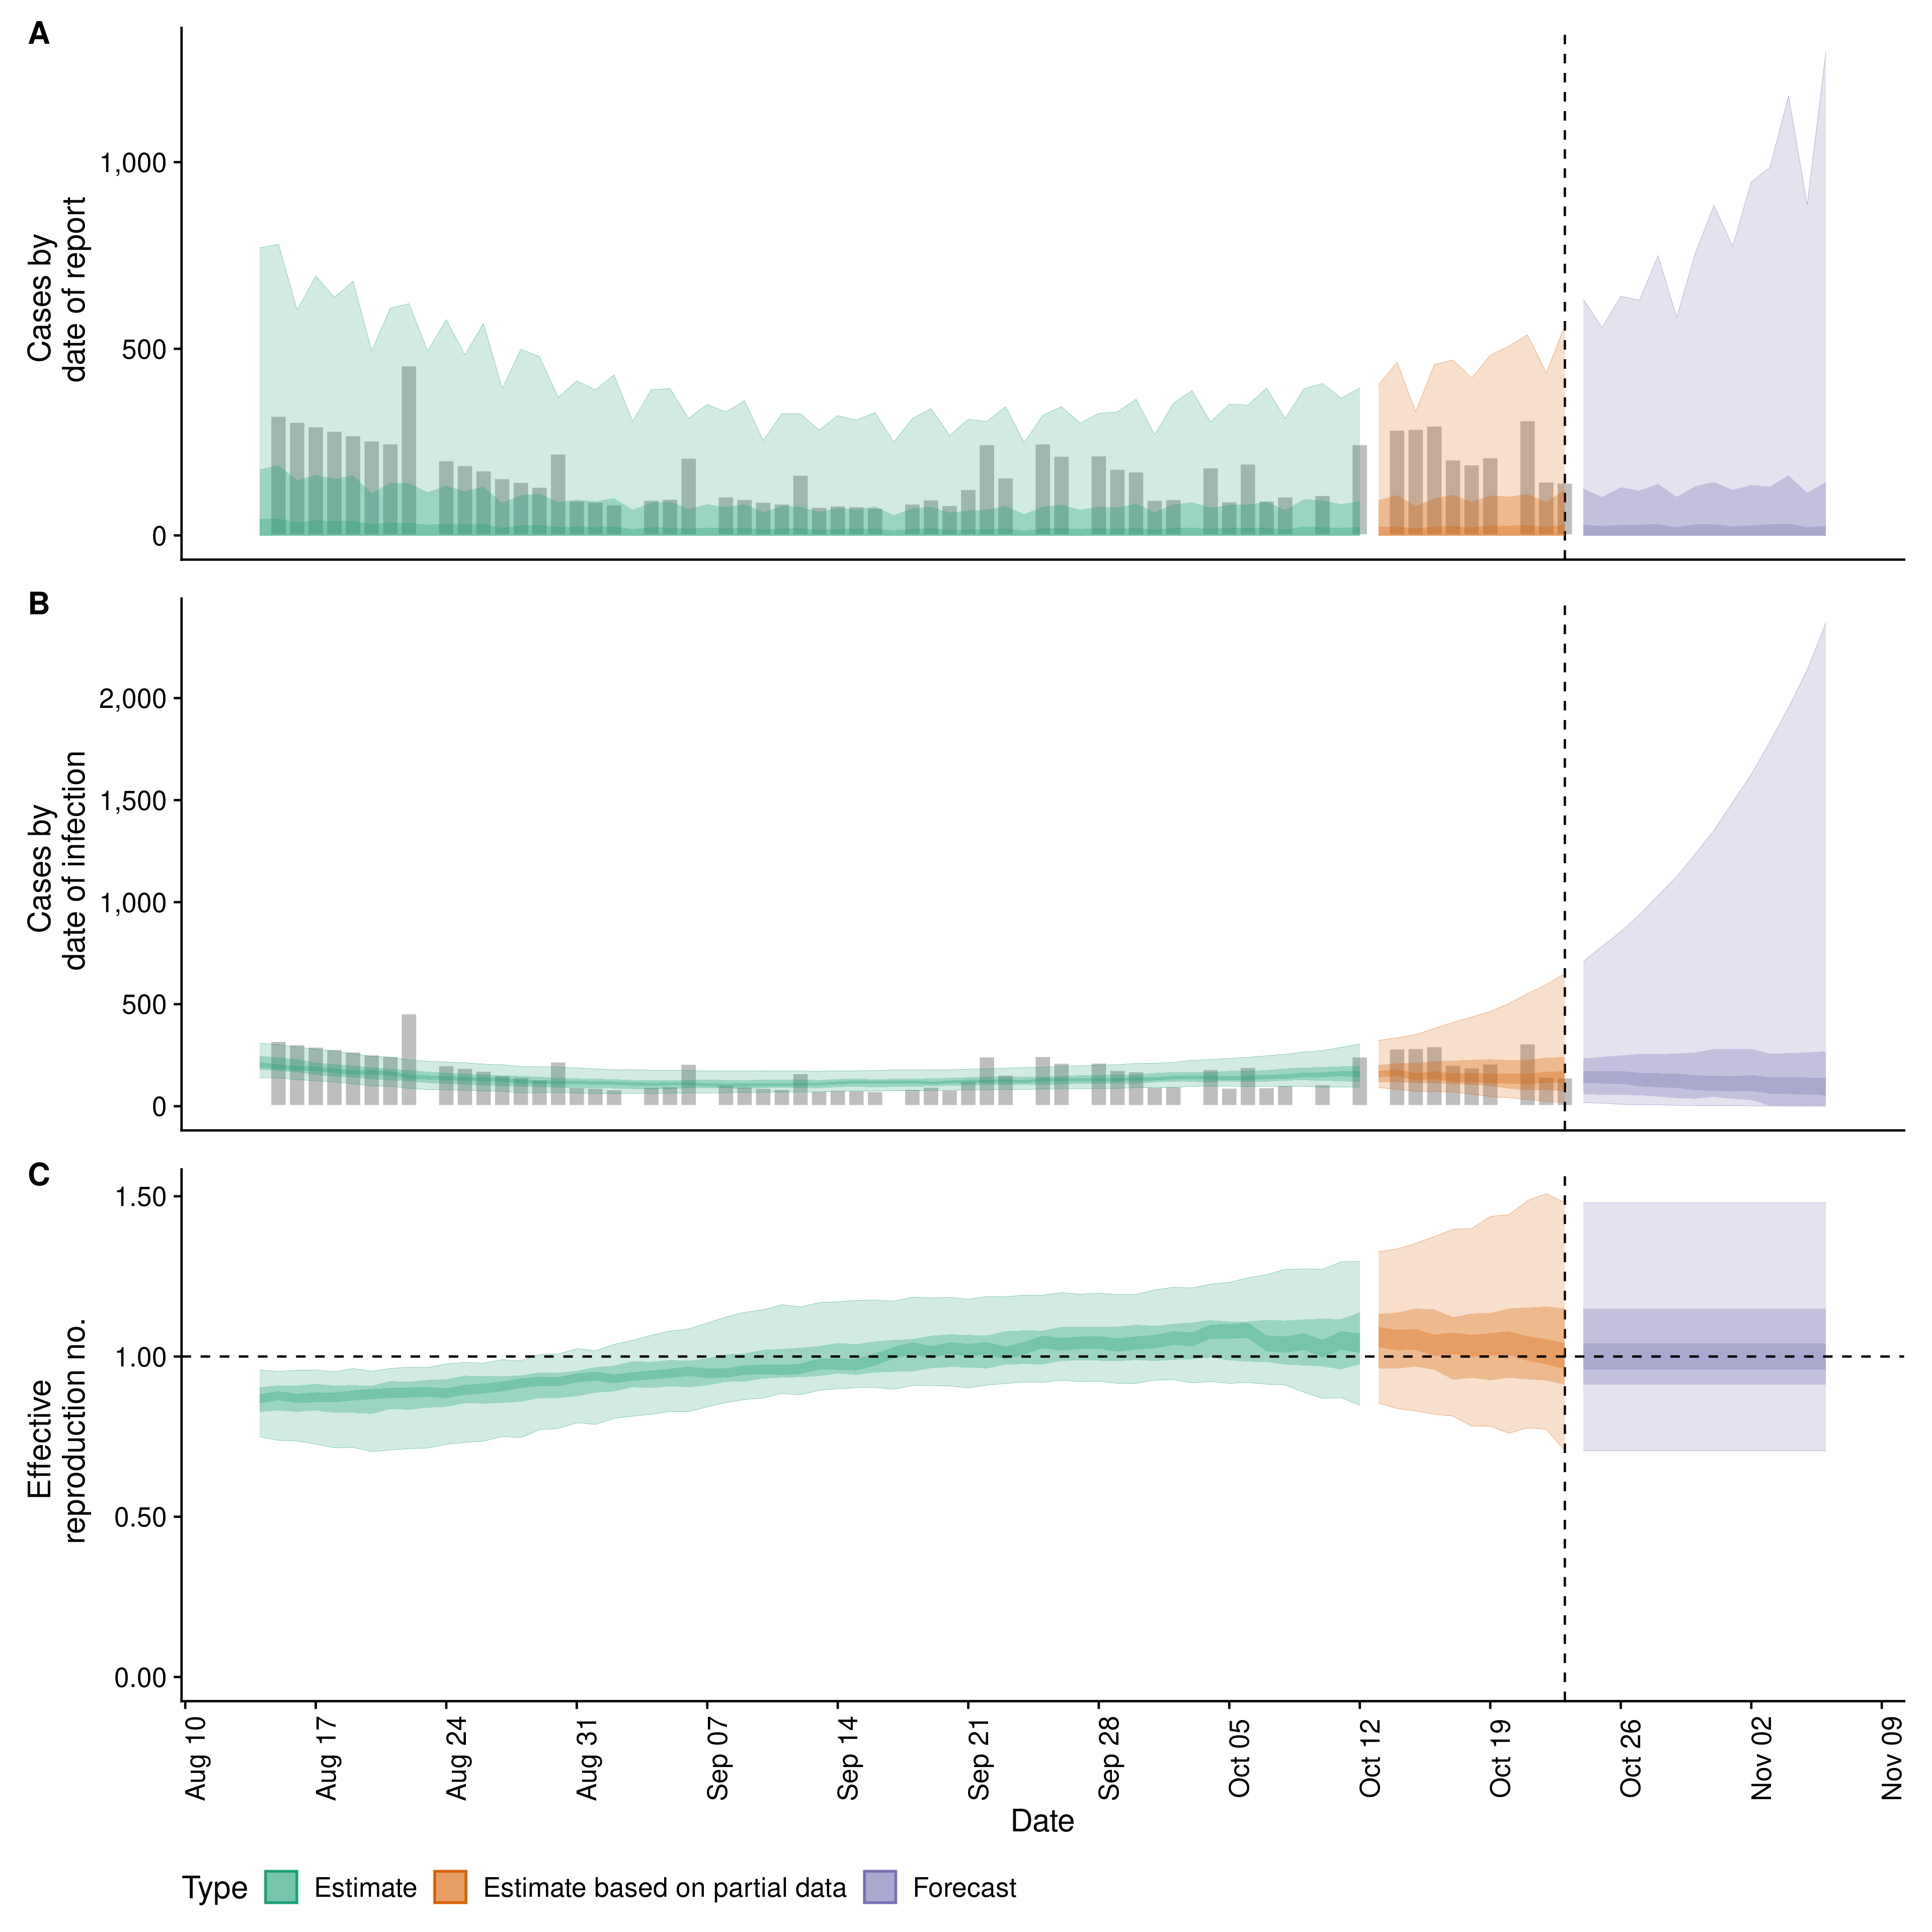 A
Cases by
date of report
1,000
500
0
B
Cases by
date of infection
2,000
1,500
1,000
500
0
C
Effective
reproduction no.
1.50
1.00
0.50
0.00
Aug 10
Aug 17
Aug 24
Aug 31
Sep 07
Sep 14
Sep 21
Sep 28
Oct 05
Oct 12
Oct 19
Oct 26
Nov 02
Nov 09
Date
Type Estimate Estimate based on partial data Forecast